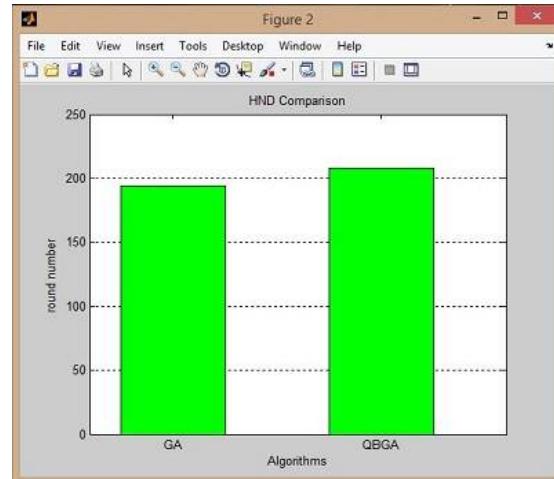 Figure 2
File Edit View Insert Tools Desktop Window Help
HND Comparison
250
200
150
100
50
0
round number
GA QBGA
Algorithms